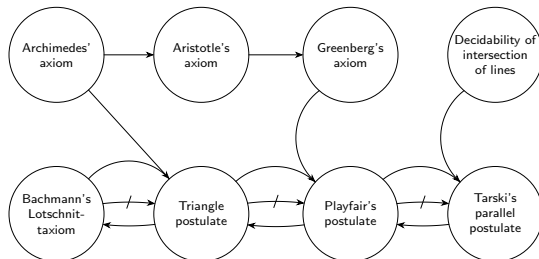 Archimedes'
axiom
Aristotle's
axiom
Greenberg's
axiom
Decidability of
intersection
of lines
Bachmann's
Lotschnit-
taxiom
Triangle
postulate
Playfair's
postulate
Tarski's
parallel
postulate